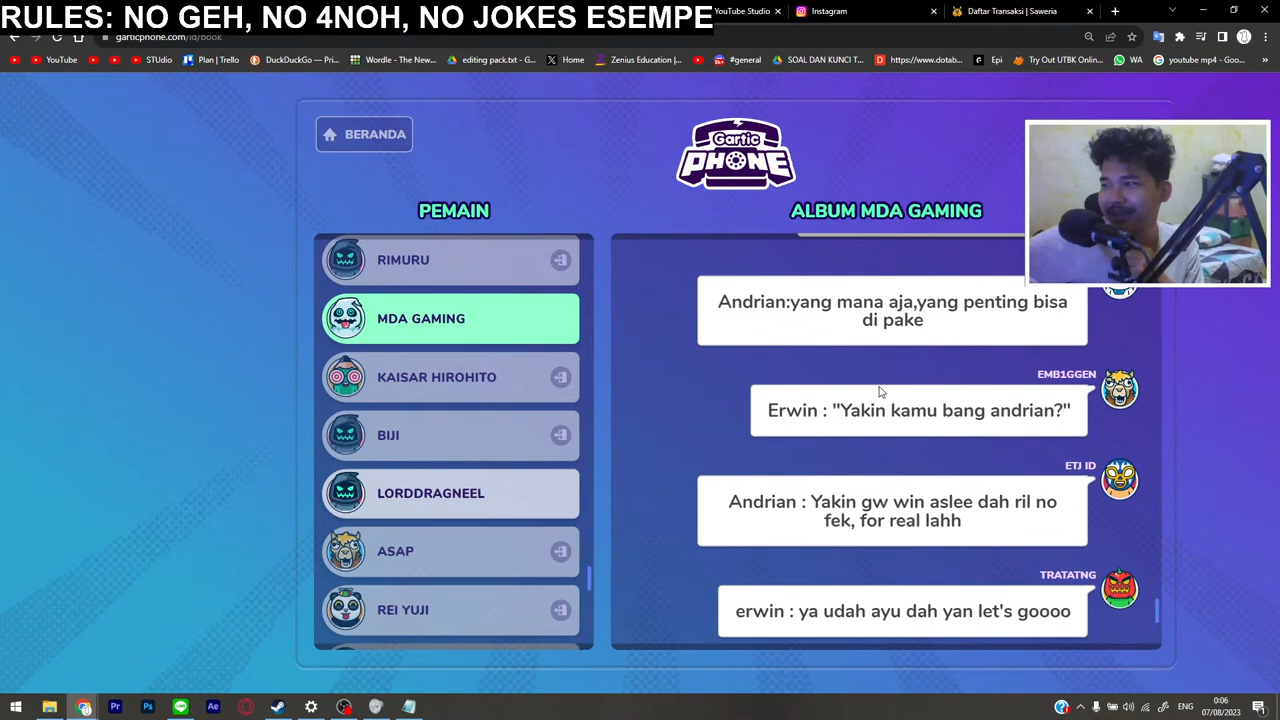 RULES: NO GEH, NO 4NOH, NO JOKES ESEMPE
YouTube Studio
Instagram
Daftar Transaksi | Saweria
garticphone.com/id/book
YouTube
STUdio
Plan | Trello
DuckDuckGo — Pri...
Wordle - The New...
editing pack.txt - G...
Home
Zenius Education |...
#general
SOAL DAN KUNCI T...
https://www.dotab...
Epi
Try Out UTBK Onlin...
WA
youtube mp4 - Goo...
BERANDA
Gartic
PHONE
PEMAIN
RIMURU
MDA GAMING
KAISAR HIROHITO
BIJI
LORDDRAGNEEL
ASAP
REI YUJI
ALBUM MDA GAMING
Andrian:yang mana aja,yang penting bisa
di pake
EMB1GGEN
Erwin : "Yakin kamu bang andrian?"
ETJ ID
Andrian : Yakin gw win aslee dah ril no
fek, for real lahh
TRATATNG
erwin : ya udah ayu dah yan let's goooo
0:06
07/08/2023